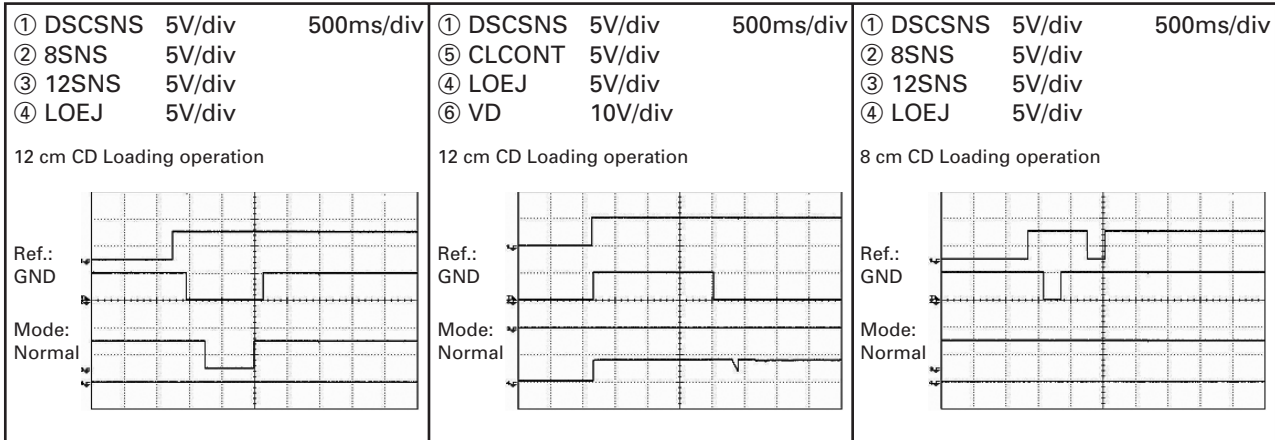 ① DSCSNS 5V/div 500ms/div
② 8SNS 5V/div
③ 12SNS 5V/div
④ LOEJ 5V/div
12 cm CD Loading operation
Ref.:
GND
Mode:
Normal
① DSCSNS 5V/div 500ms/div
⑤ CLCONT 5V/div
④ LOEJ 5V/div
⑥ VD 10V/div
12 cm CD Loading operation
Ref.:
GND
Mode:
Normal
① DSCSNS 5V/div 500ms/div
② 8SNS 5V/div
③ 12SNS 5V/div
④ LOEJ 5V/div
8 cm CD Loading operation
Ref.:
GND
Mode:
Normal